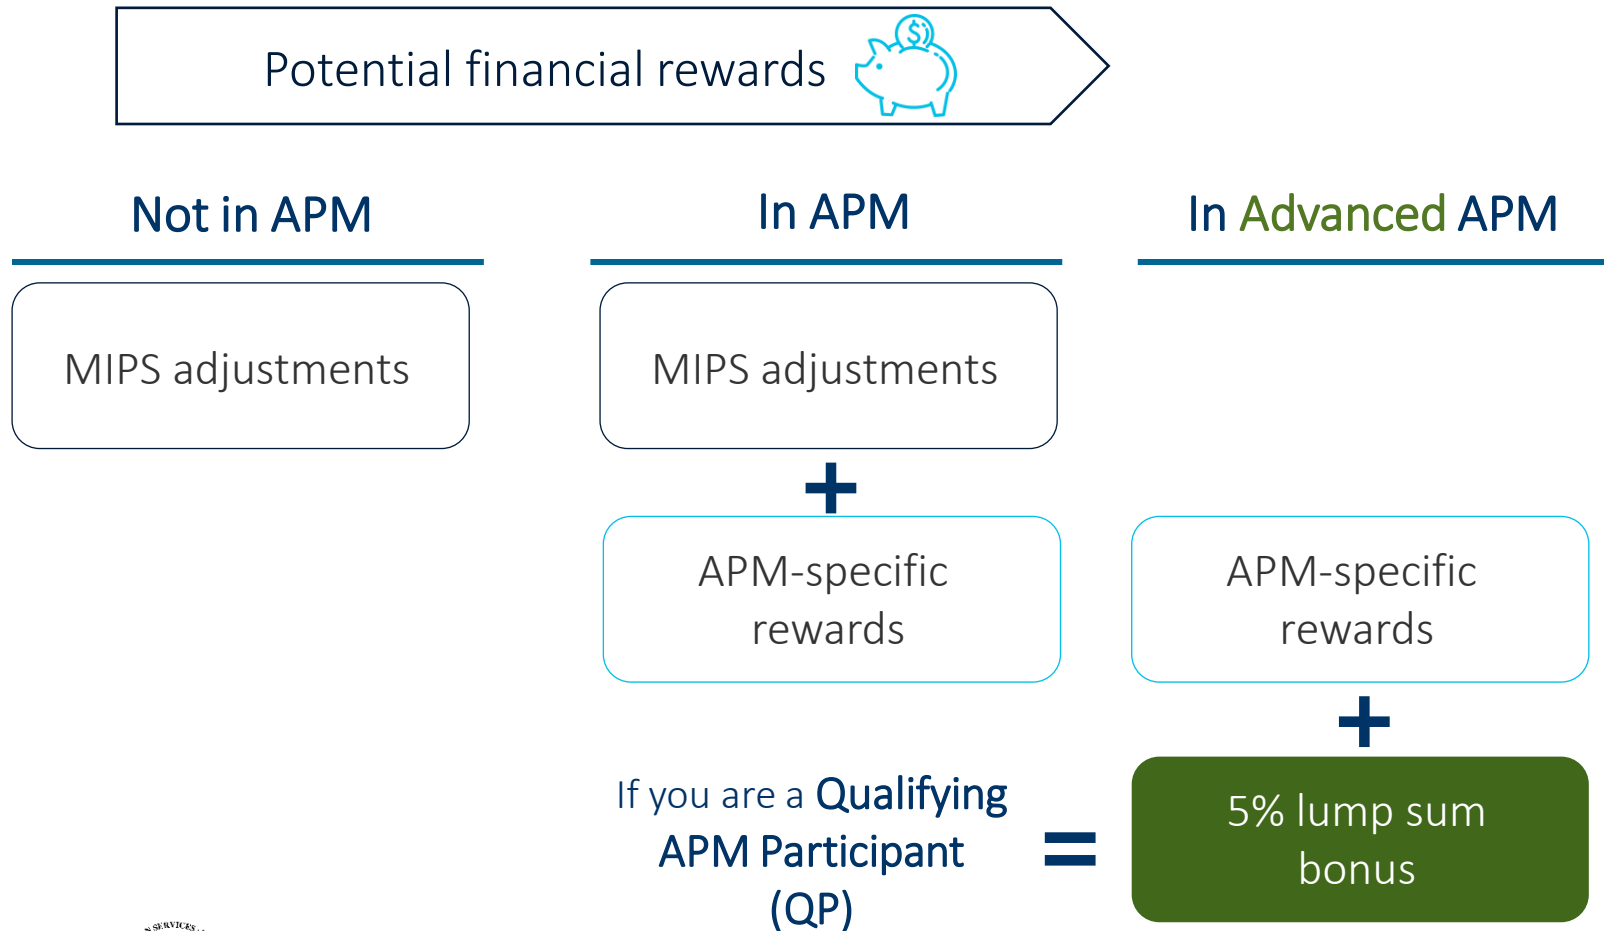 Potential financial rewards
$
Not in APM
In APM
In Advanced APM
MIPS adjustments
MIPS adjustments
+
APM-specific
rewards
APM-specific
rewards
+
If you are a Qualifying
APM Participant
(QP)
=
5% lump sum
bonus
SERVICES